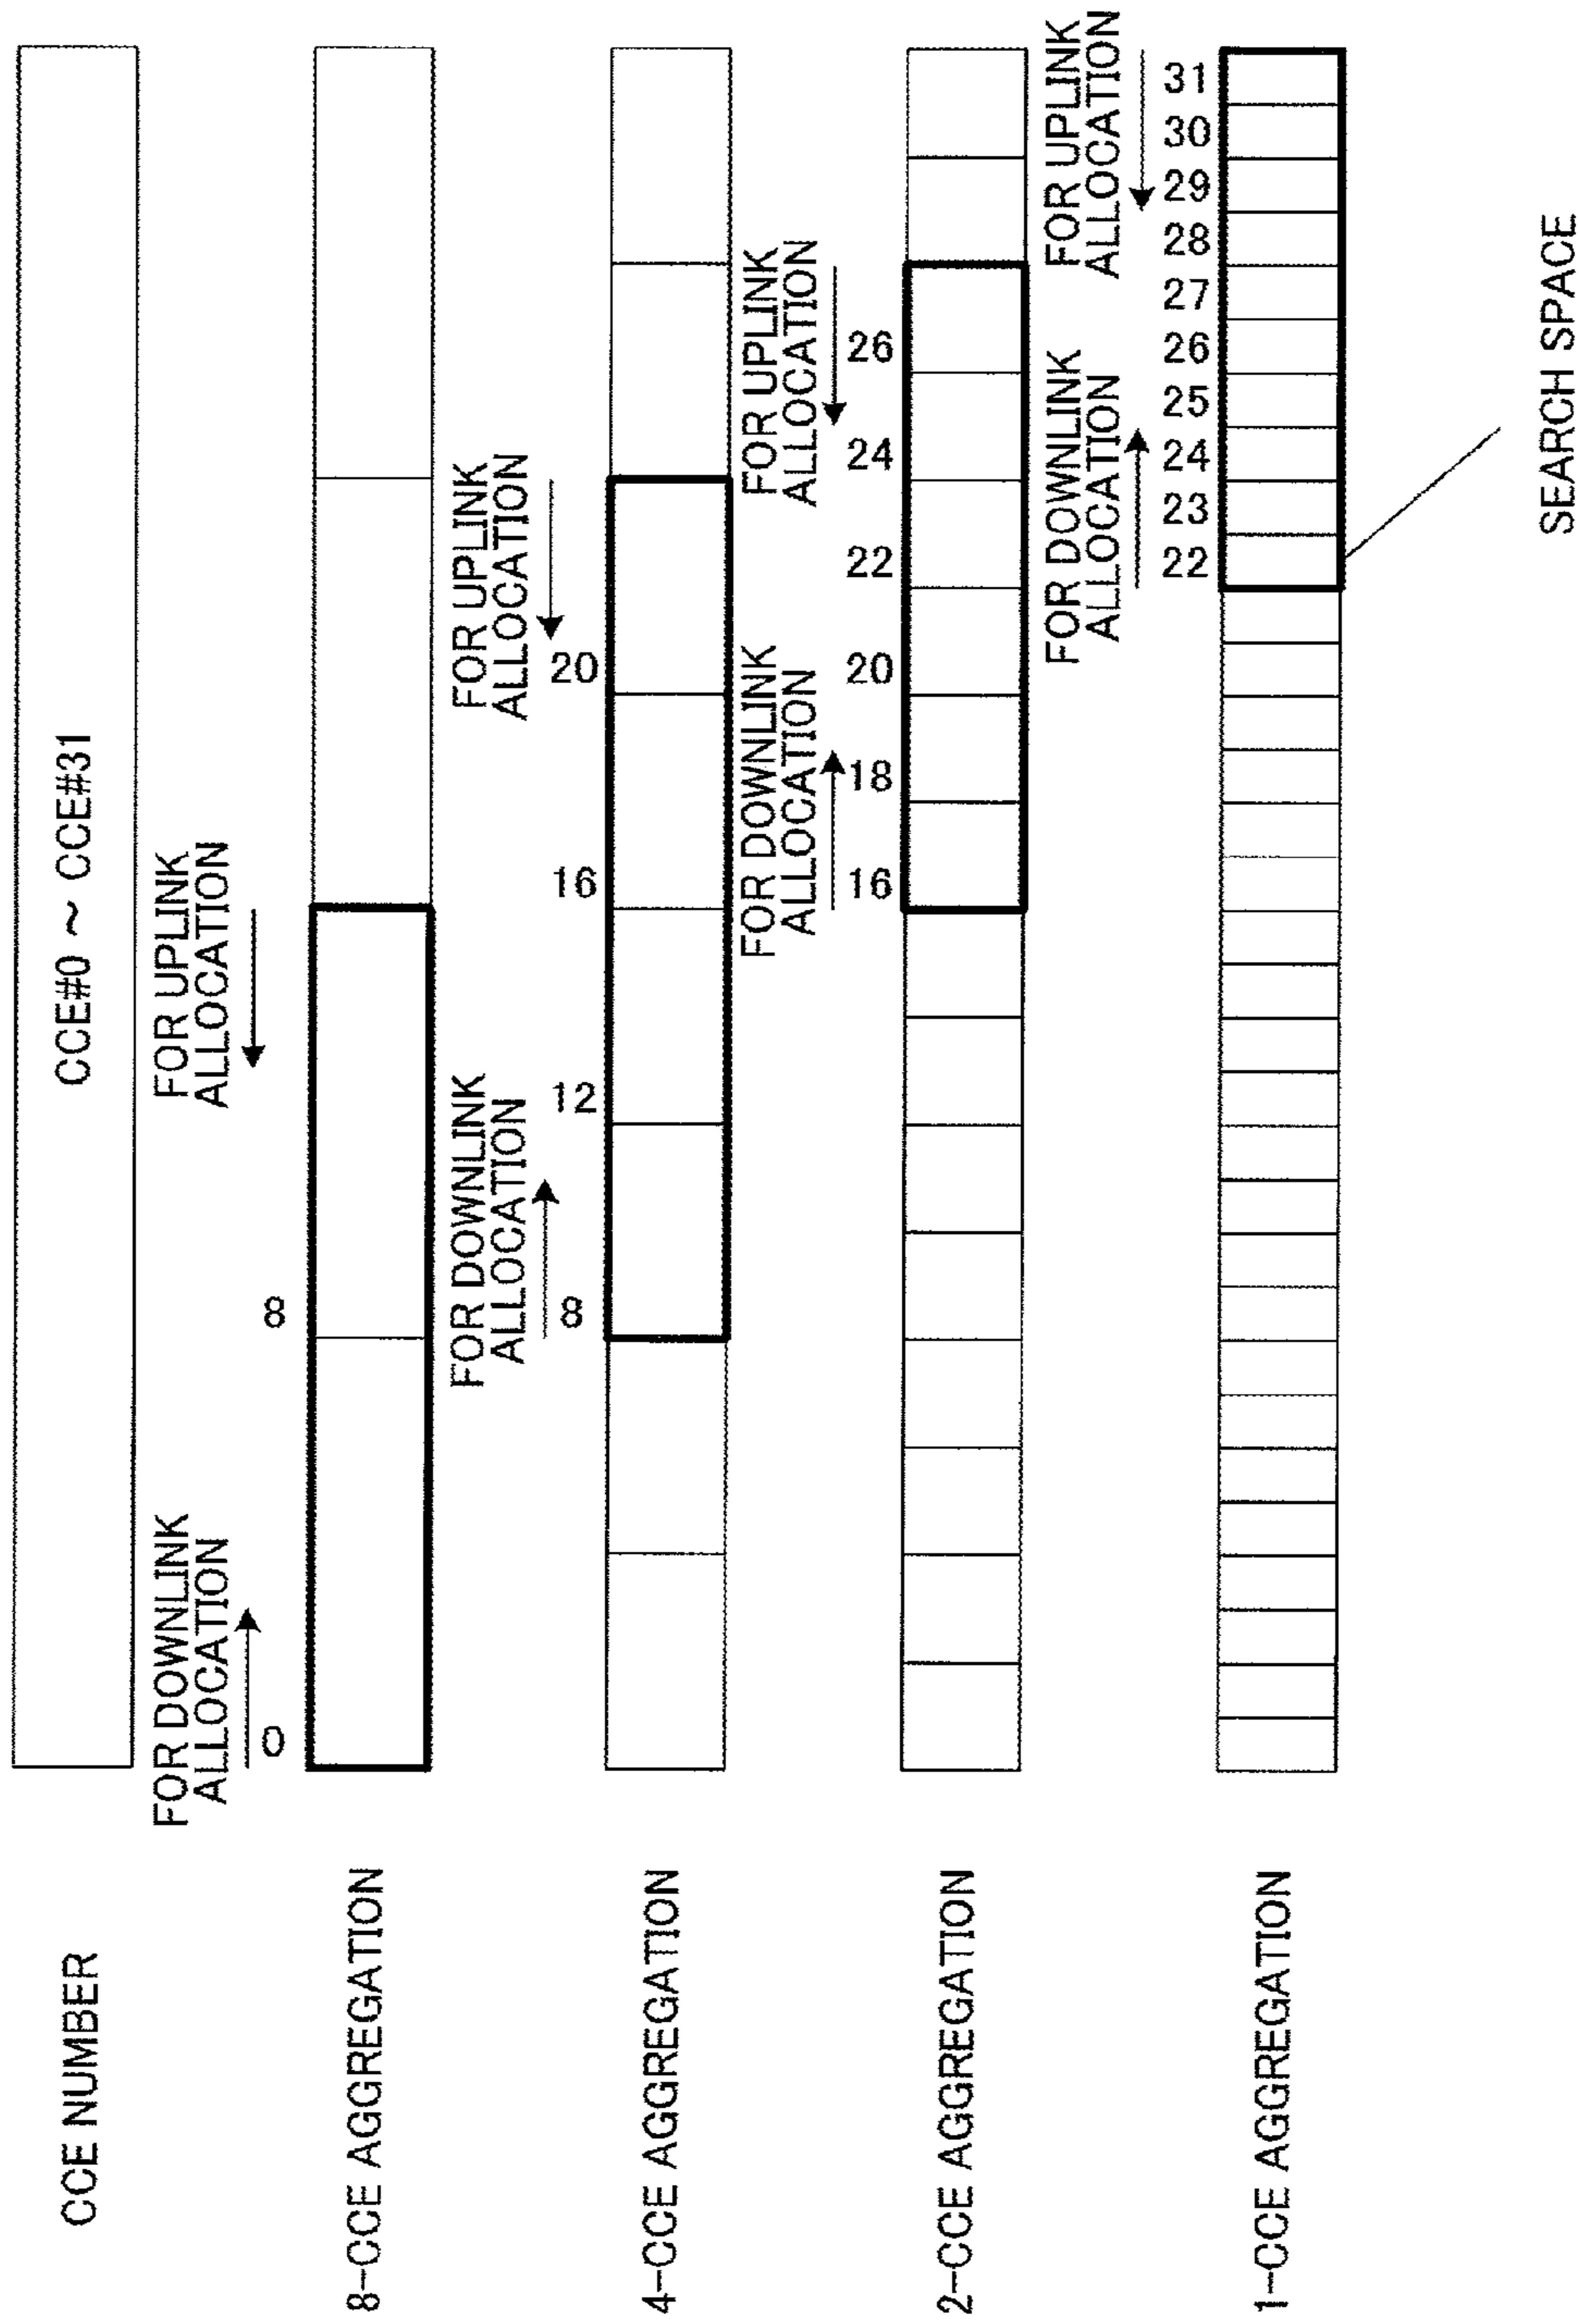 CCE NUMBER
CCE#0 ~ CCE#31
FOR DOWNLINK
ALLOCATION
FOR UPLINK
ALLOCATION
8-CCE AGGREGATION
0
8
FOR DOWNLINK
ALLOCATION
FOR UPLINK
ALLOCATION
4-CCE AGGREGATION
8
12
16
20
FOR DOWNLINK
ALLOCATION
FOR UPLINK
ALLOCATION
2-CCE AGGREGATION
16
18
20
22
24
26
FOR DOWNLINK
ALLOCATION
FOR UPLINK
ALLOCATION
1-CCE AGGREGATION
22
23
24
25
26
27
28
29
30
31
SEARCH SPACE